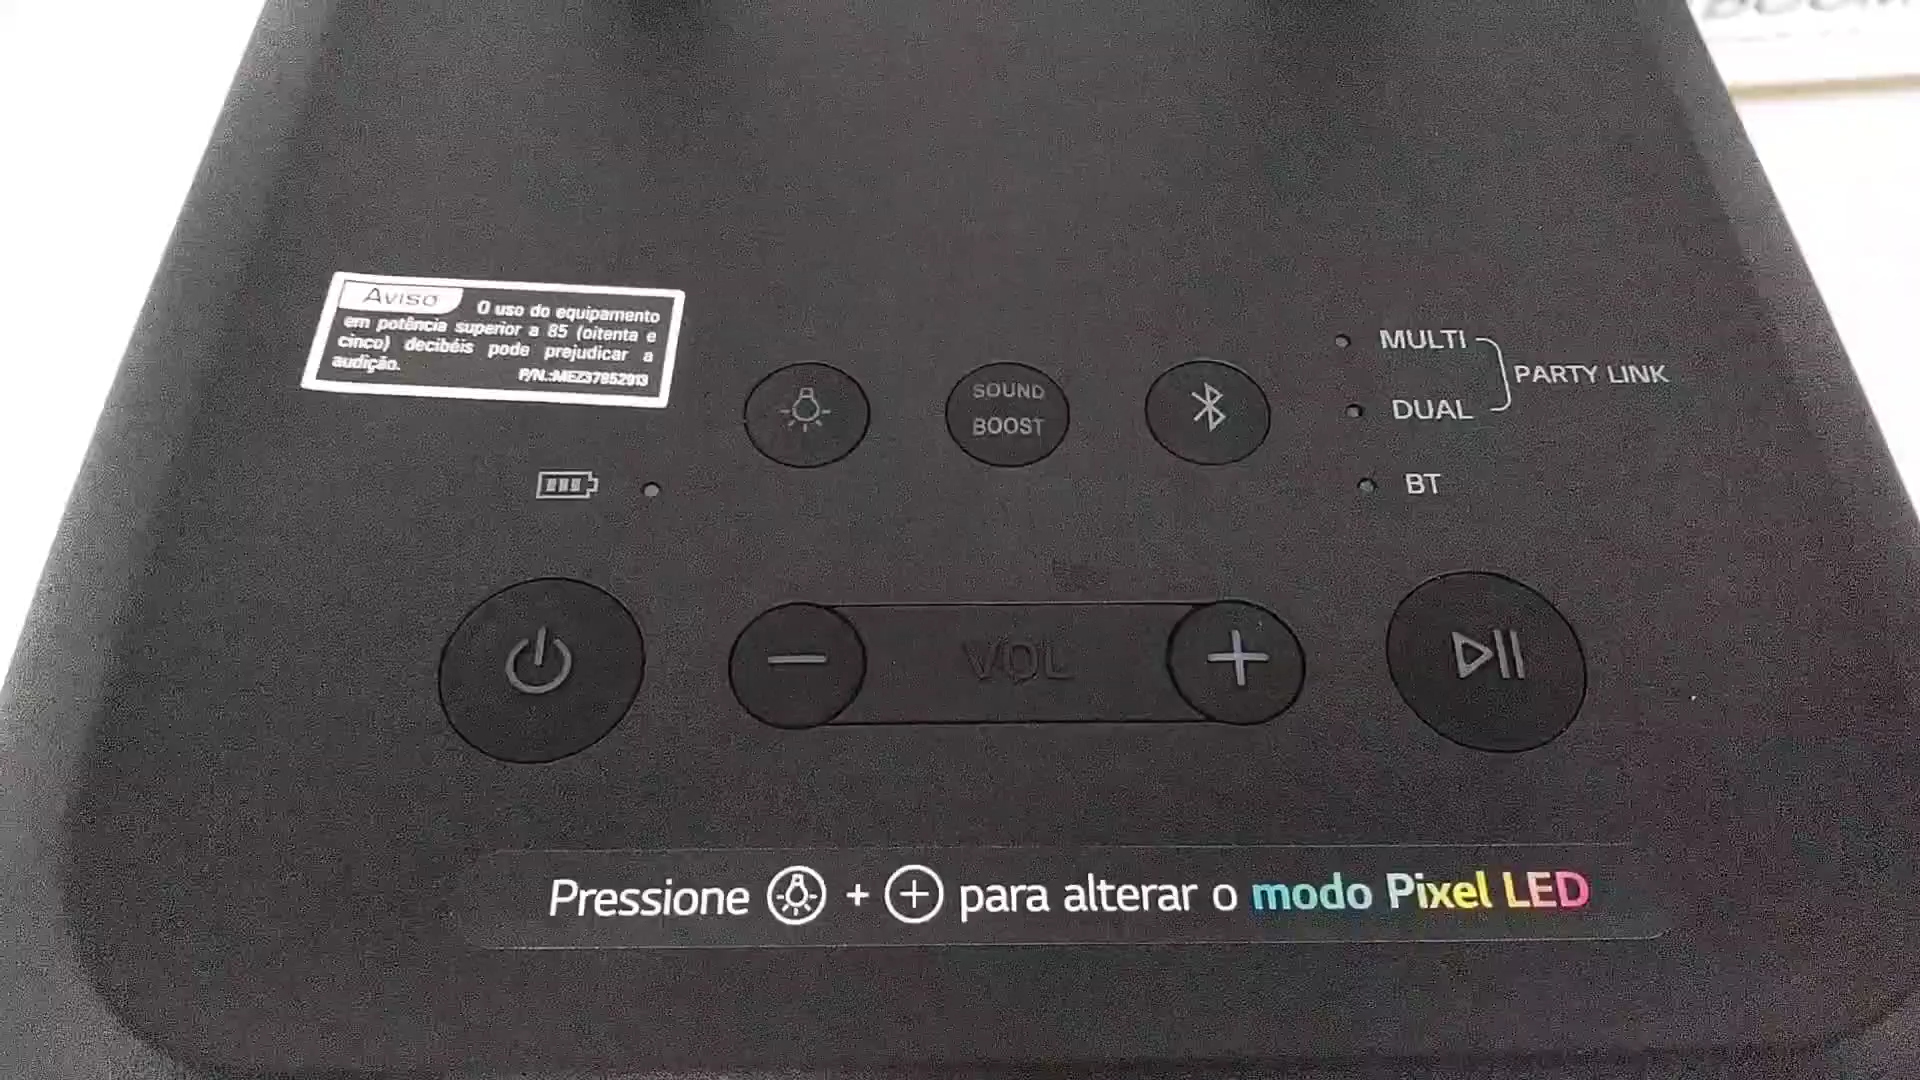 Aviso O uso do equipamento
em potência superior a 85 (oitenta e
cinco) decibéis pode prejudicar a
audição. P/N.:MEZ37852913
SOUND
BOOST
MULTI
DUAL
PARTY LINK
BT
VOL
Pressione + para alterar o modo Pixel LED